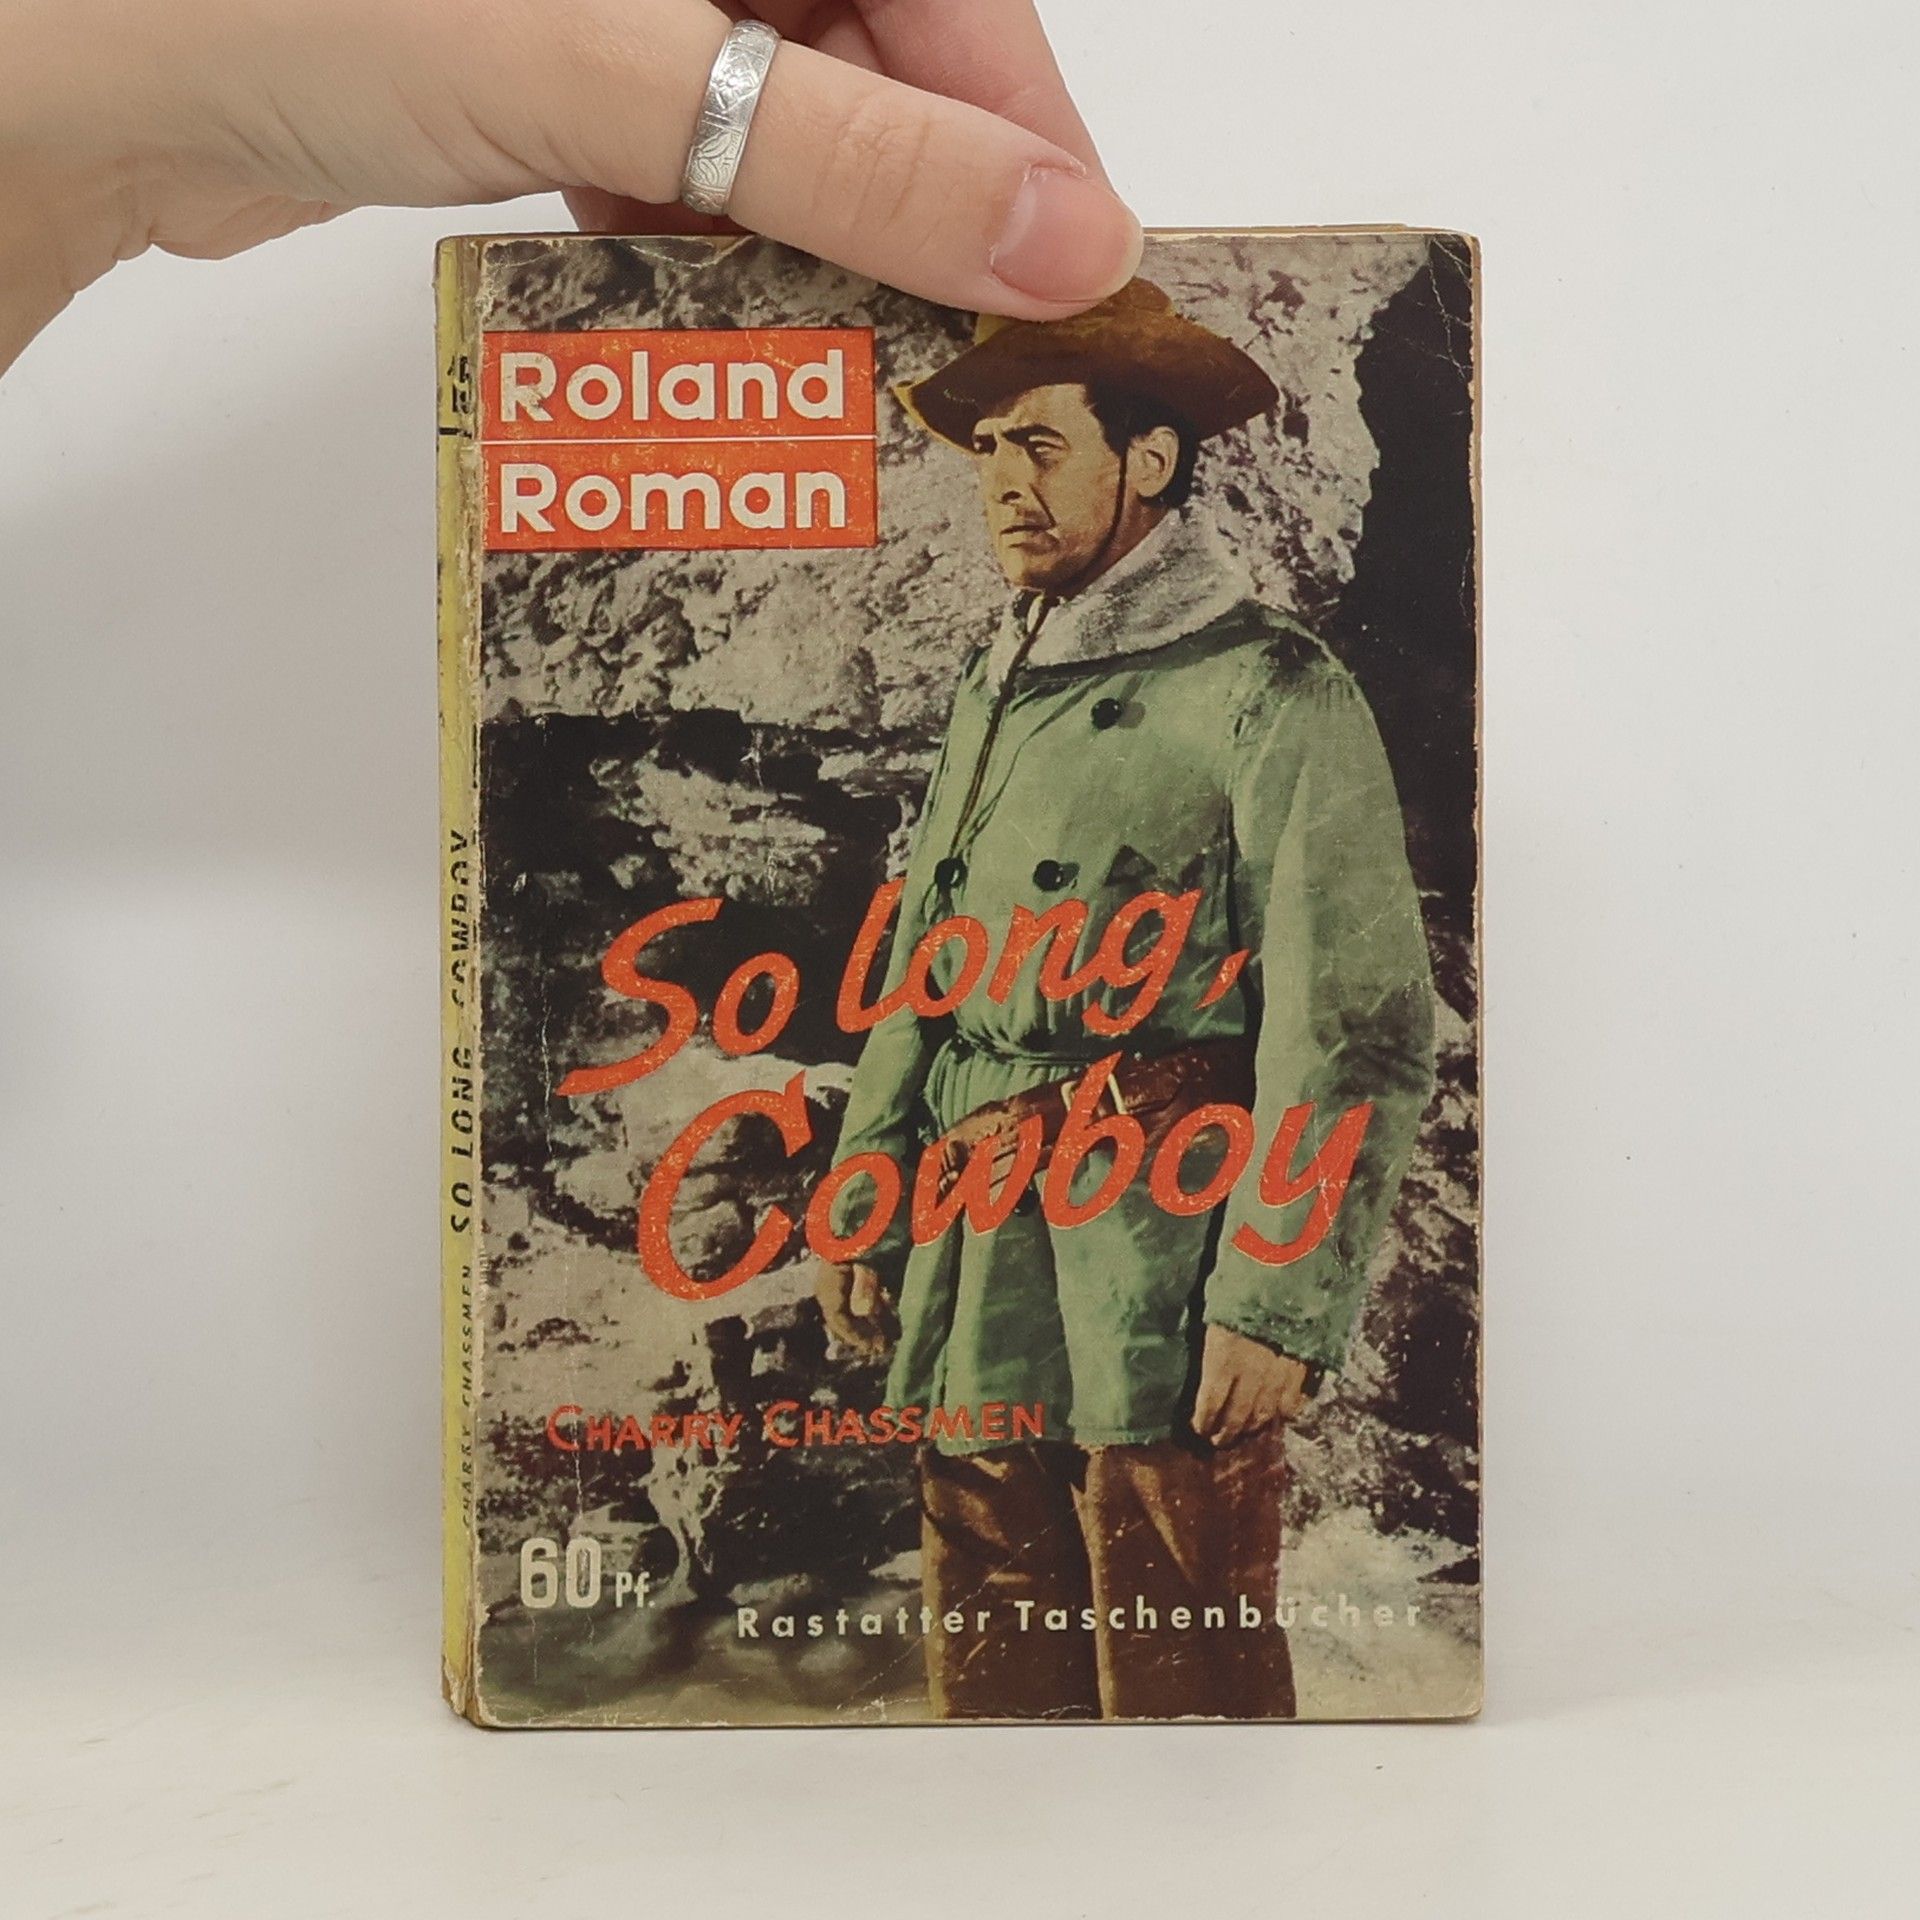 Roland
Roman
So long,
Cowboy
CHARRY CHASSMEN
60 Pf.
Rastatter Taschenbücher
CHARRY CHASSMEN SO LONG, COWBOY